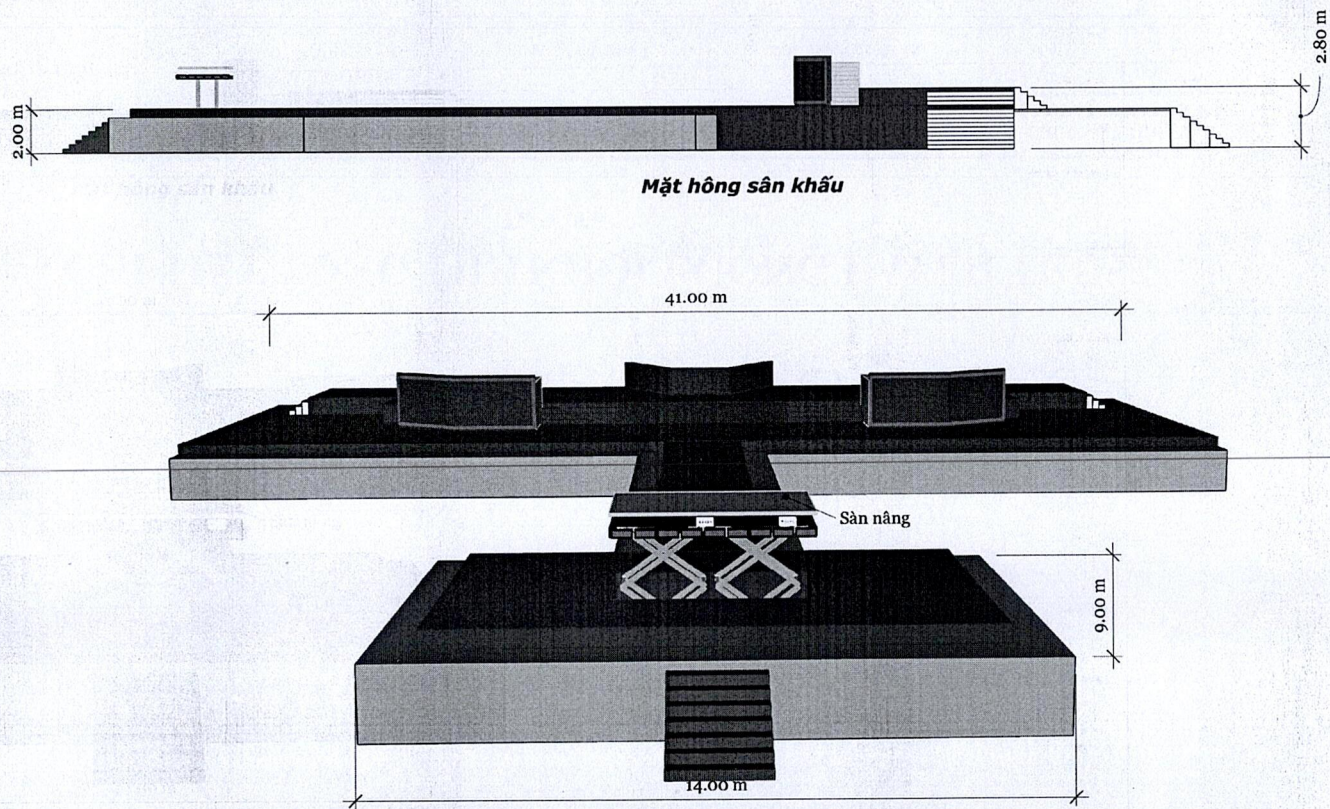 2.80 m
2.00 m
Mặt hông sân khấu
41.00 m
Sàn nâng
9.00 m
14.00 m